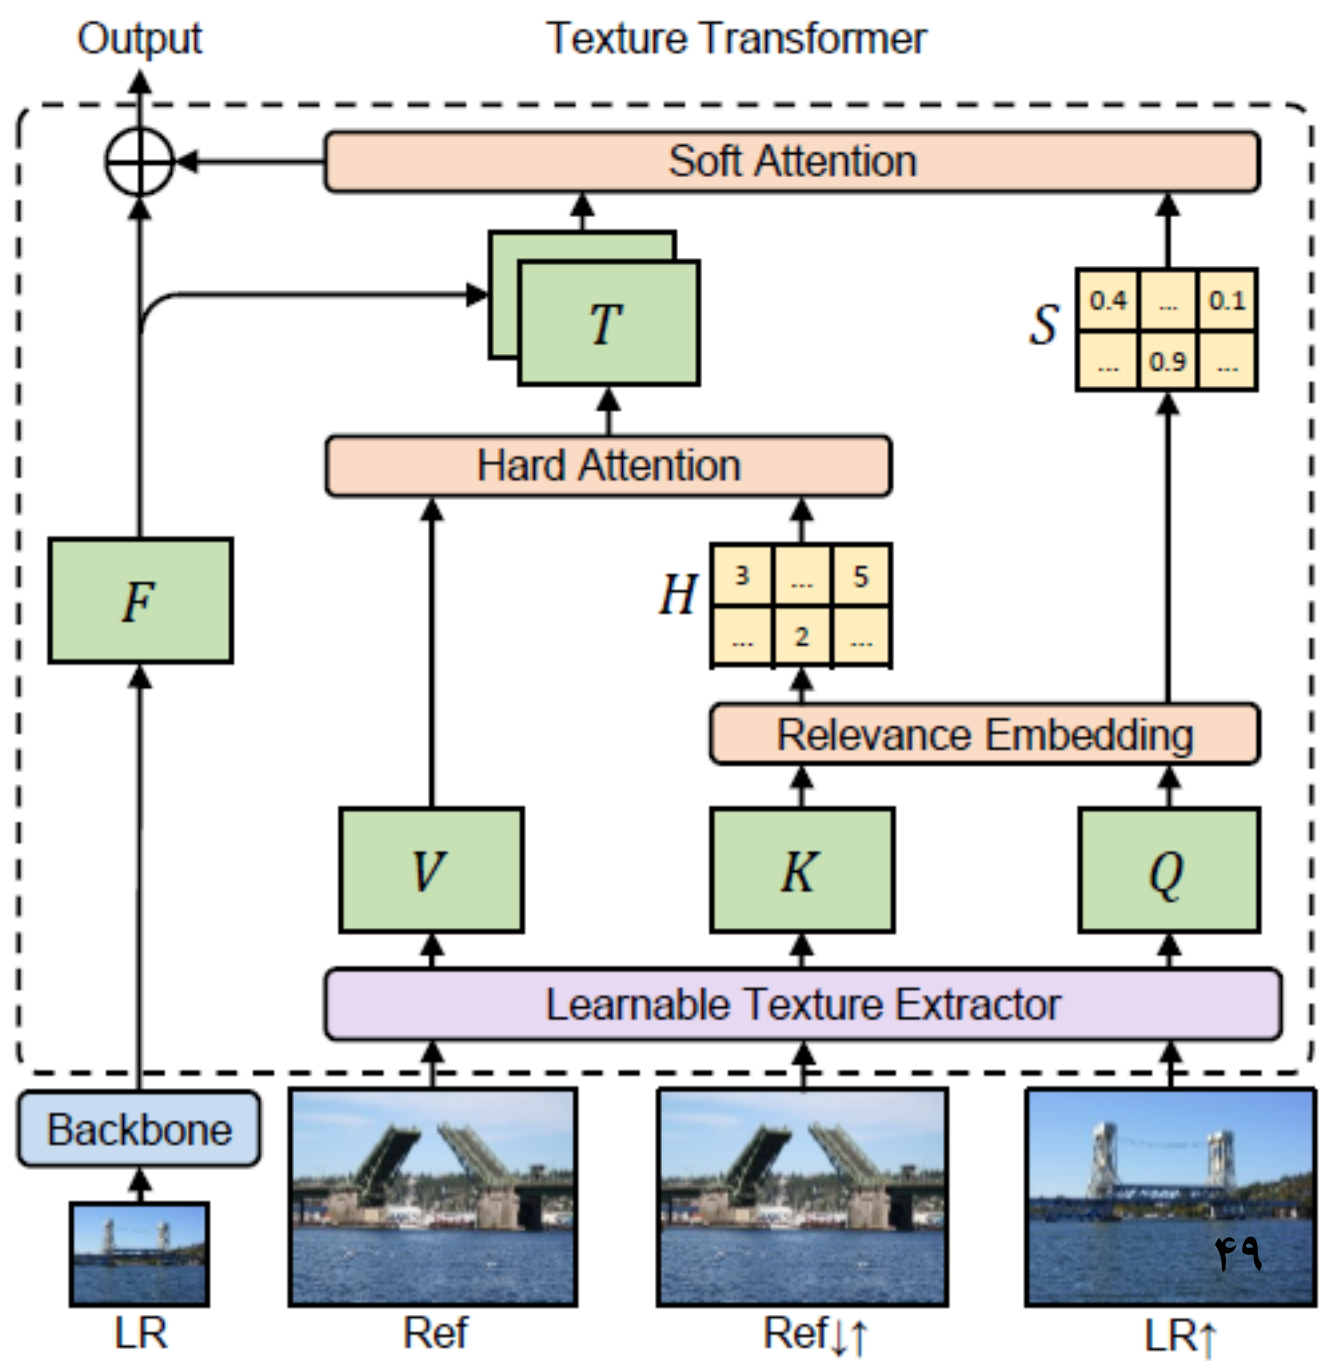 Output
Texture Transformer
Soft Attention
T
S
0.4 ... 0.1
... 0.9 ...
Hard Attention
F
H
3 ... 5
... 2 ...
Relevance Embedding
V
K
Q
Learnable Texture Extractor
Backbone
۴۹
LR
Ref
Ref↓↑
LR↑